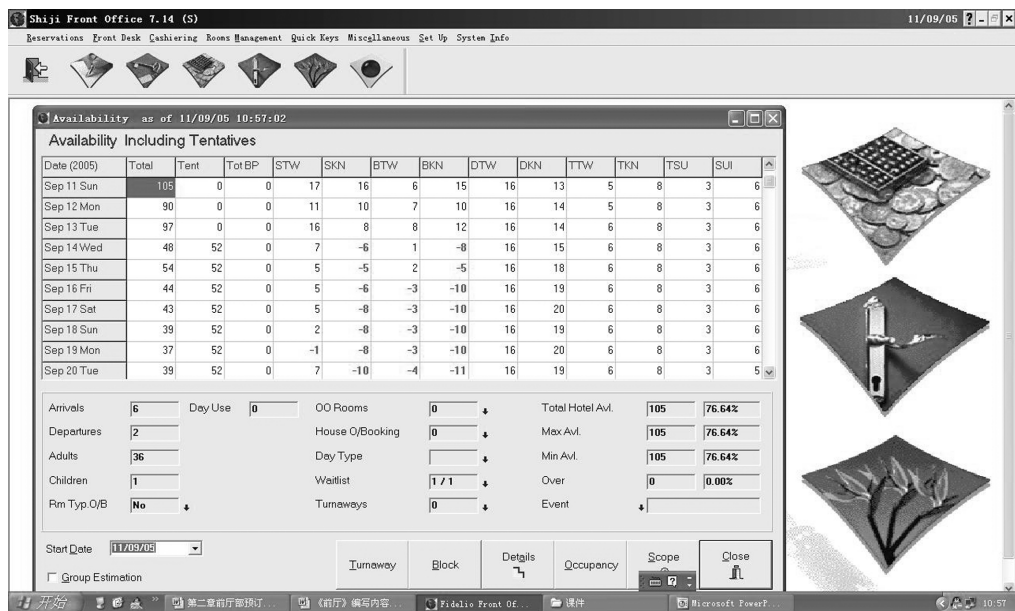 Shiji Front Office 7.14 (S) 11/09/05
Reservations Front Desk Cashiering Rooms Management Quick Keys Miscellaneous Set Up System Info
Availability as of 11/09/05 10:57:02
Availability Including Tentatives
Date (2005) Total Tent Tot BP STW SKN BTW BKN DTW DKN TTW TKN TSU SUI
Sep 11 Sun 105 0 0 17 16 6 15 16 13 5 8 3 6
Sep 12 Mon 90 0 0 11 10 7 10 16 14 5 8 3 6
Sep 13 Tue 97 0 0 16 8 8 12 16 14 6 8 3 6
Sep 14 Wed 48 52 0 7 -6 1 -8 16 15 6 8 3 6
Sep 15 Thu 54 52 0 5 -5 2 -5 16 18 6 8 3 6
Sep 16 Fri 44 52 0 5 -6 -3 -10 16 19 6 8 3 6
Sep 17 Sat 43 52 0 5 -8 -3 -10 16 20 6 8 3 6
Sep 18 Sun 39 52 0 2 -8 -3 -10 16 19 6 8 3 6
Sep 19 Mon 37 52 0 -1 -8 -3 -10 16 20 6 8 3 6
Sep 20 Tue 39 52 0 7 -10 -4 -11 16 19 6 8 3 5
Arrivals 6 Day Use 0 OO Rooms 0 Total Hotel Avl. 105 76.64%
Departures 2 House O/Booking 0 Max Avl. 105 76.64%
Adults 36 Day Type Min Avl. 105 76.64%
Children 1 Waitlist 1 / 1 Over 0 0.00%
Rm Typ.O/B No Turnaways 0 Event
Start Date 11/09/05
Turnaway Block Details Occupancy Scope Close
Group Estimation
开始 第二章前厅部预订... 《前厅》编写内容... Fidelio Front Of... 课件 Microsoft PowerP... 10:57